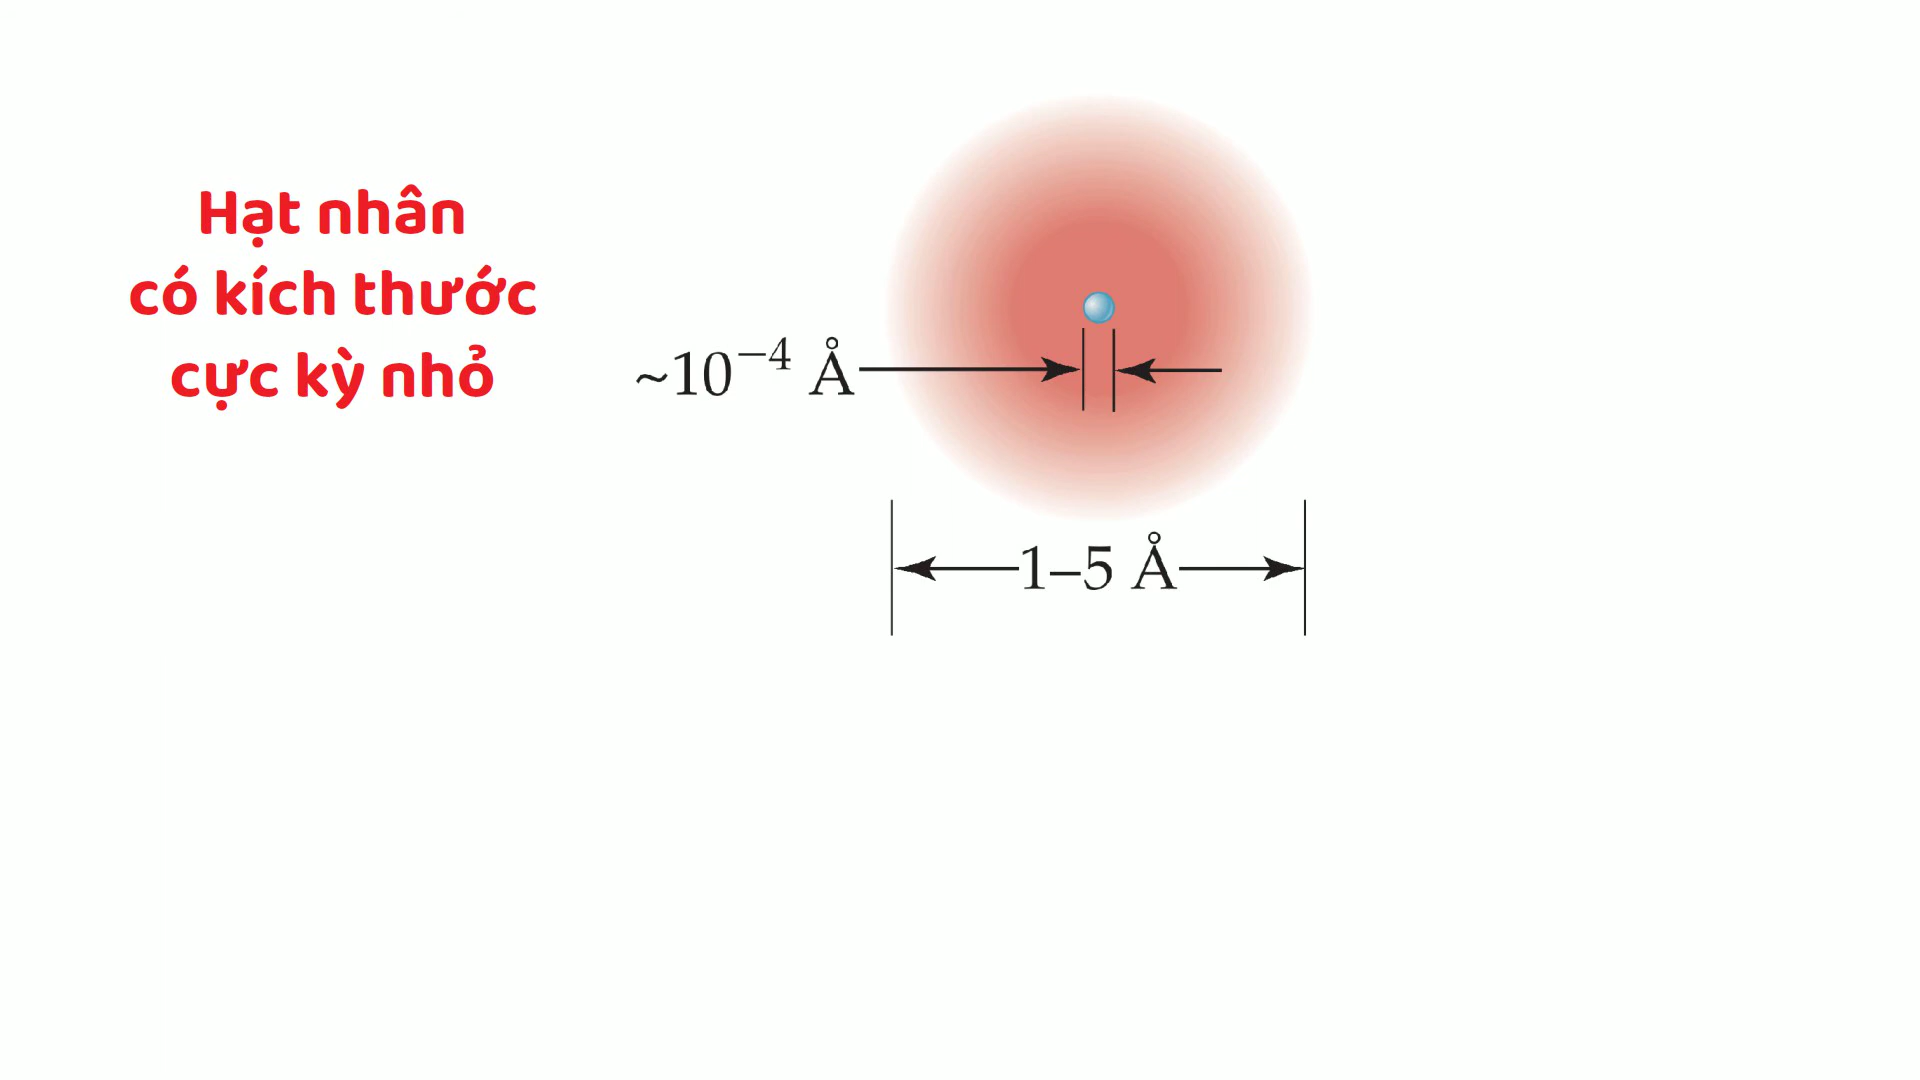 Hạt nhân
có kích thước
cực kỳ nhỏ
~10⁻⁴ Å
1–5 Å